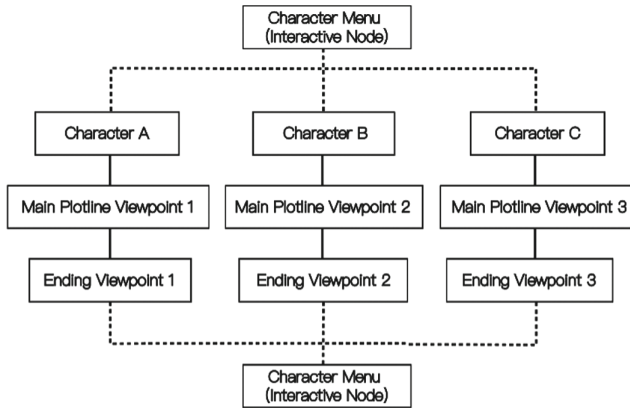 Character Menu
(Interactive Node)
Character A
Character B
Character C
Main Plotline Viewpoint 1
Main Plotline Viewpoint 2
Main Plotline Viewpoint 3
Ending Viewpoint 1
Ending Viewpoint 2
Ending Viewpoint 3
Character Menu
(Interactive Node)